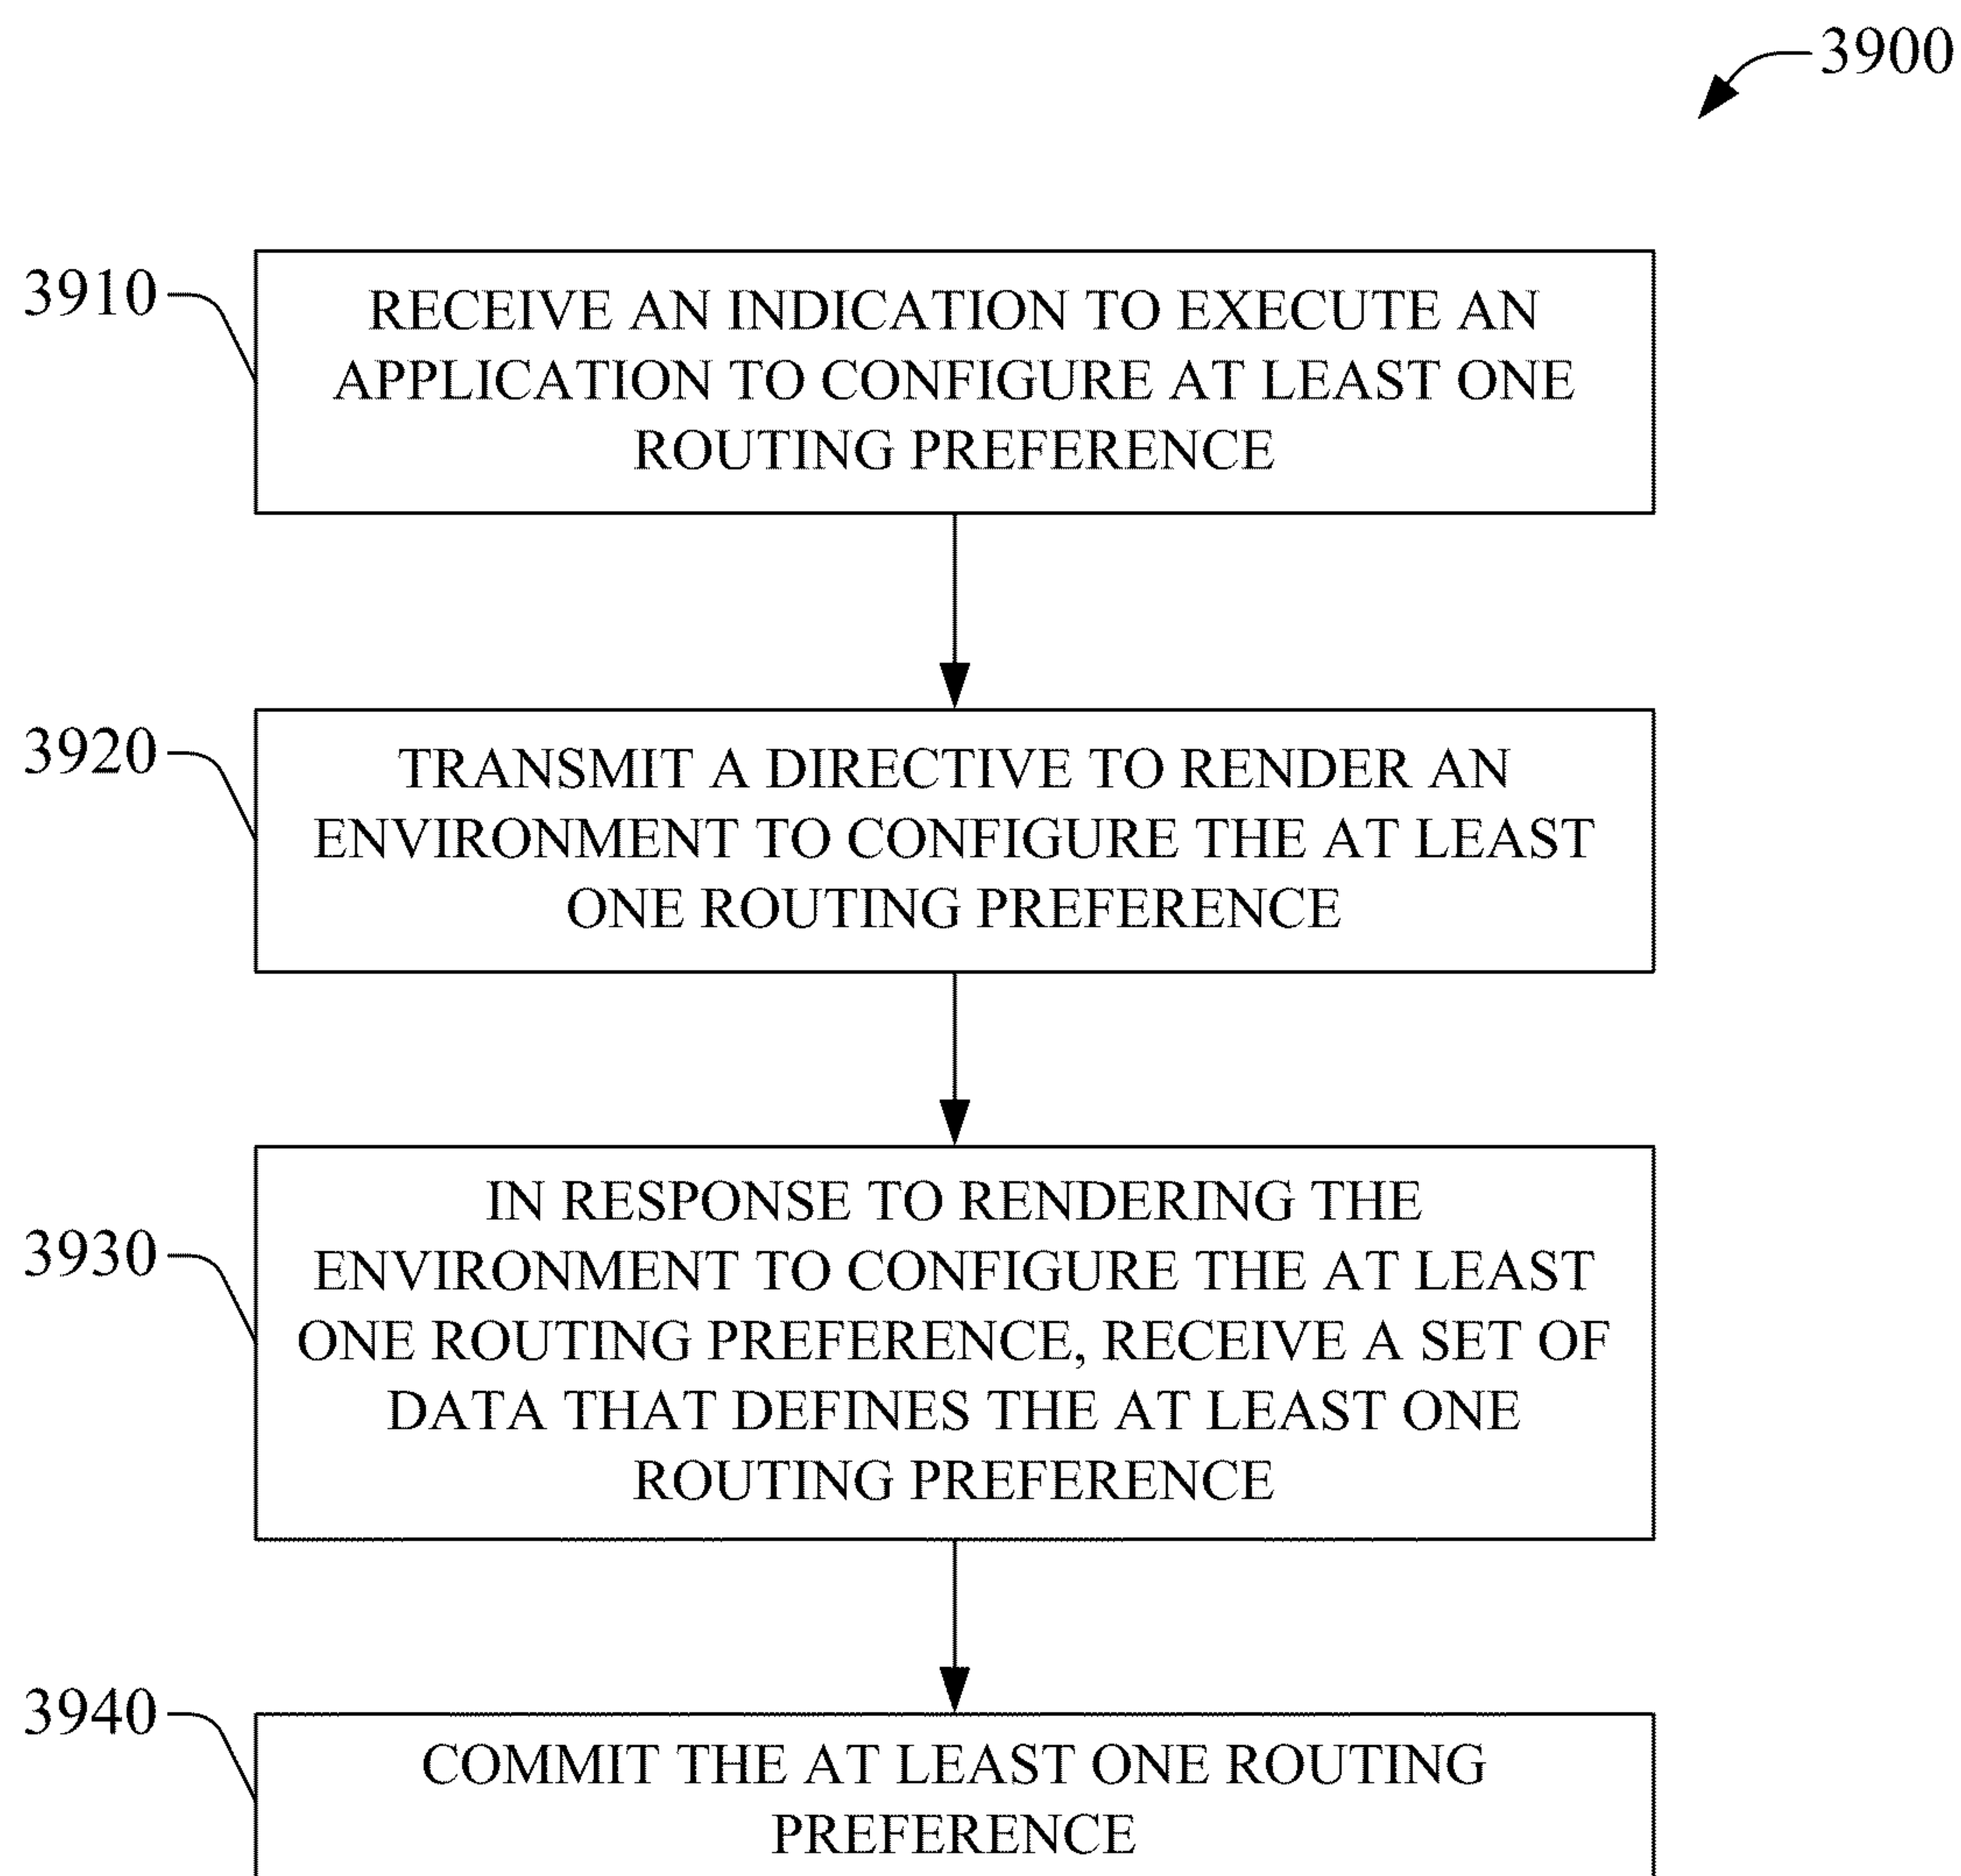 3900
3910
RECEIVE AN INDICATION TO EXECUTE AN
APPLICATION TO CONFIGURE AT LEAST ONE
ROUTING PREFERENCE
3920
TRANSMIT A DIRECTIVE TO RENDER AN
ENVIRONMENT TO CONFIGURE THE AT LEAST
ONE ROUTING PREFERENCE
3930
IN RESPONSE TO RENDERING THE
ENVIRONMENT TO CONFIGURE THE AT LEAST
ONE ROUTING PREFERENCE, RECEIVE A SET OF
DATA THAT DEFINES THE AT LEAST ONE
ROUTING PREFERENCE
3940
COMMIT THE AT LEAST ONE ROUTING
PREFERENCE